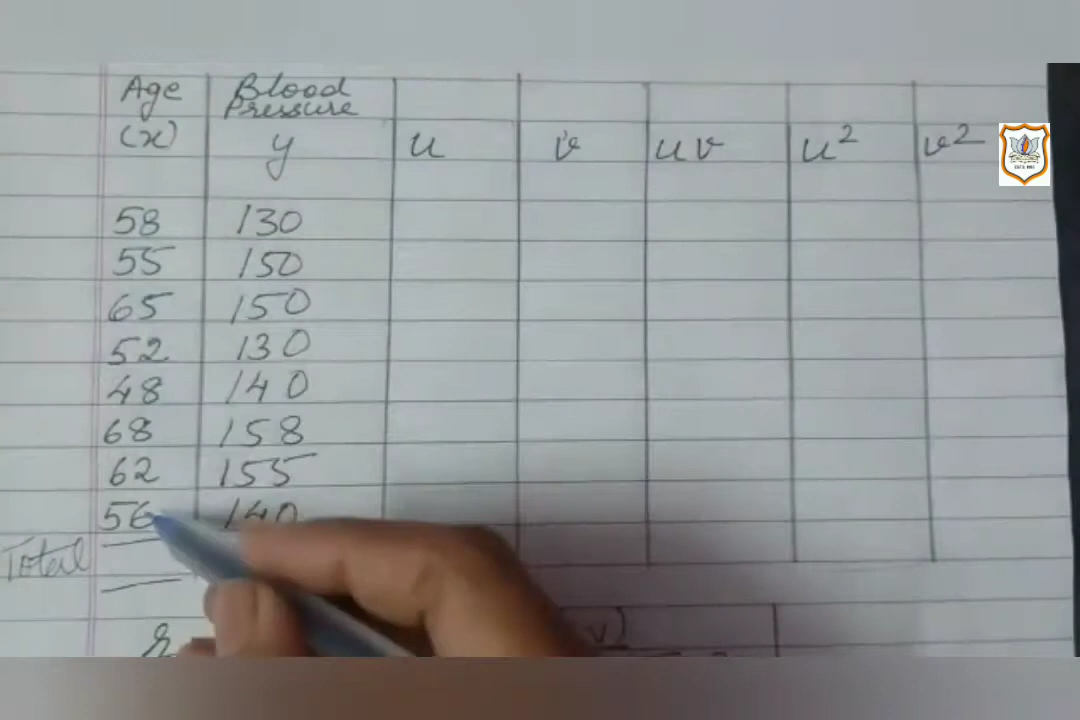 Age Blood Pressure
(x) y u v uv u² v²
58 130
55 150
65 150
52 130
48 140
68 158
62 155
56 140
Total
v)